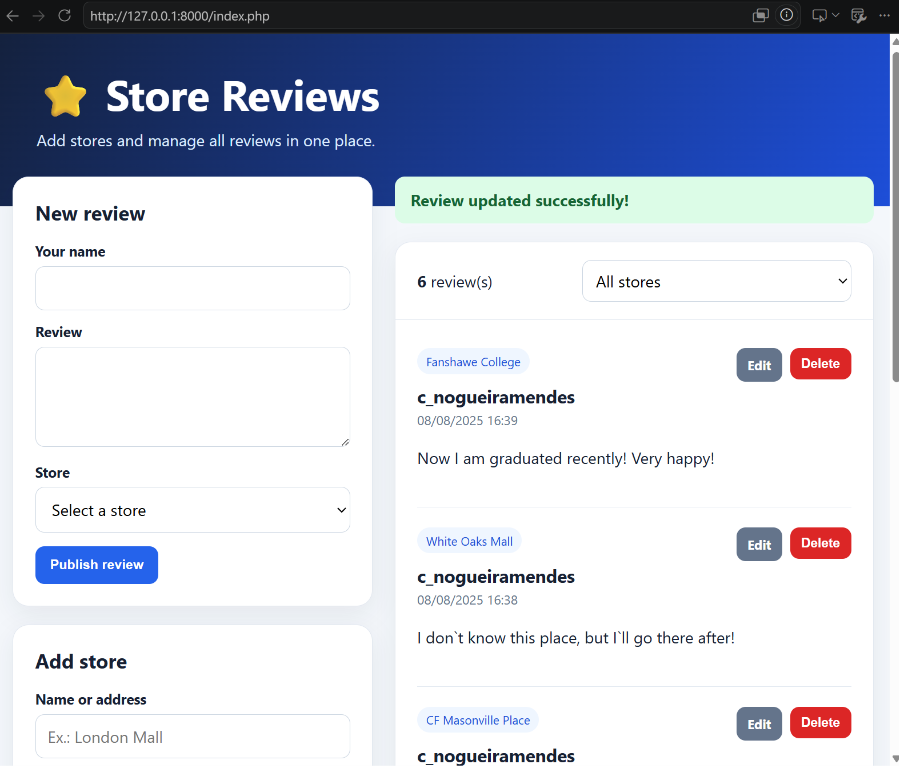 http://127.0.0.1:8000/index.php
Store Reviews
Add stores and manage all reviews in one place.
New review
Your name
Review
Store
Select a store
Publish review
Add store
Name or address
Ex.: London Mall
Review updated successfully!
6 review(s)
All stores
Fanshawe College
Edit
Delete
c_nogueiramendes
08/08/2025 16:39
Now I am graduated recently! Very happy!
White Oaks Mall
Edit
Delete
c_nogueiramendes
08/08/2025 16:38
I don`t know this place, but I`ll go there after!
CF Masonville Place
Edit
Delete
c_nogueiramendes